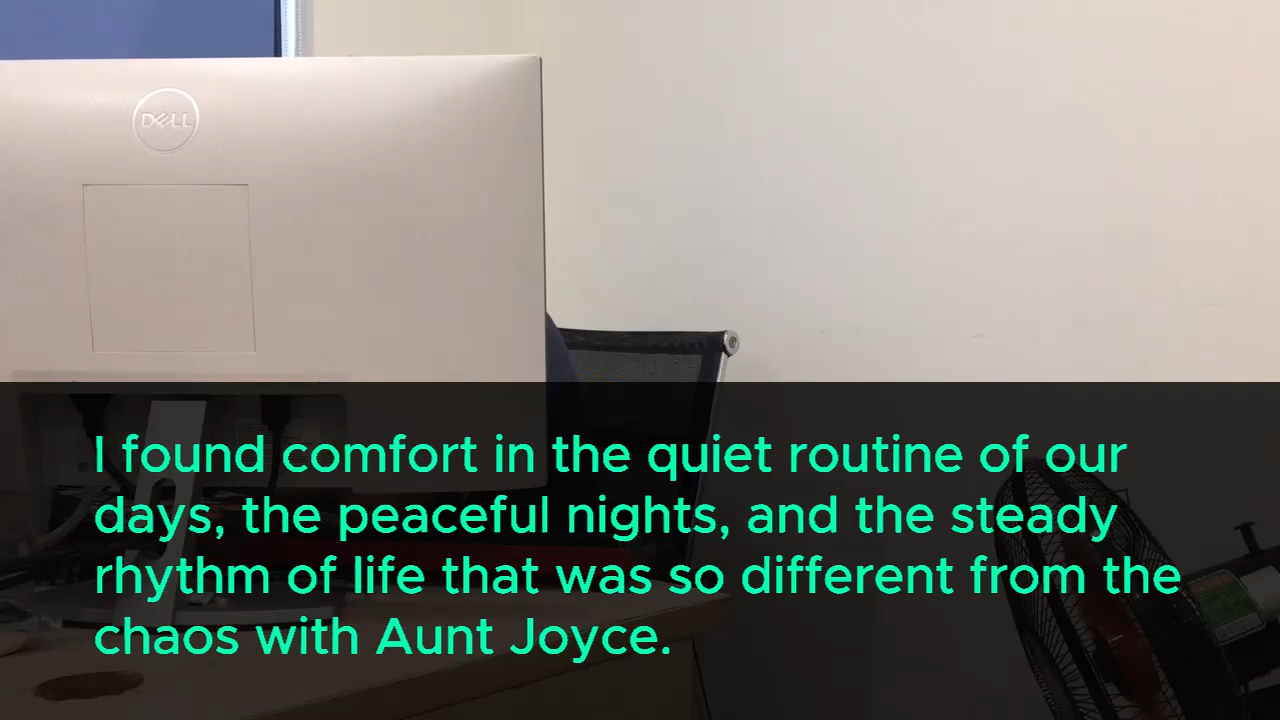 DELL
I found comfort in the quiet routine of our
days, the peaceful nights, and the steady
rhythm of life that was so different from the
chaos with Aunt Joyce.